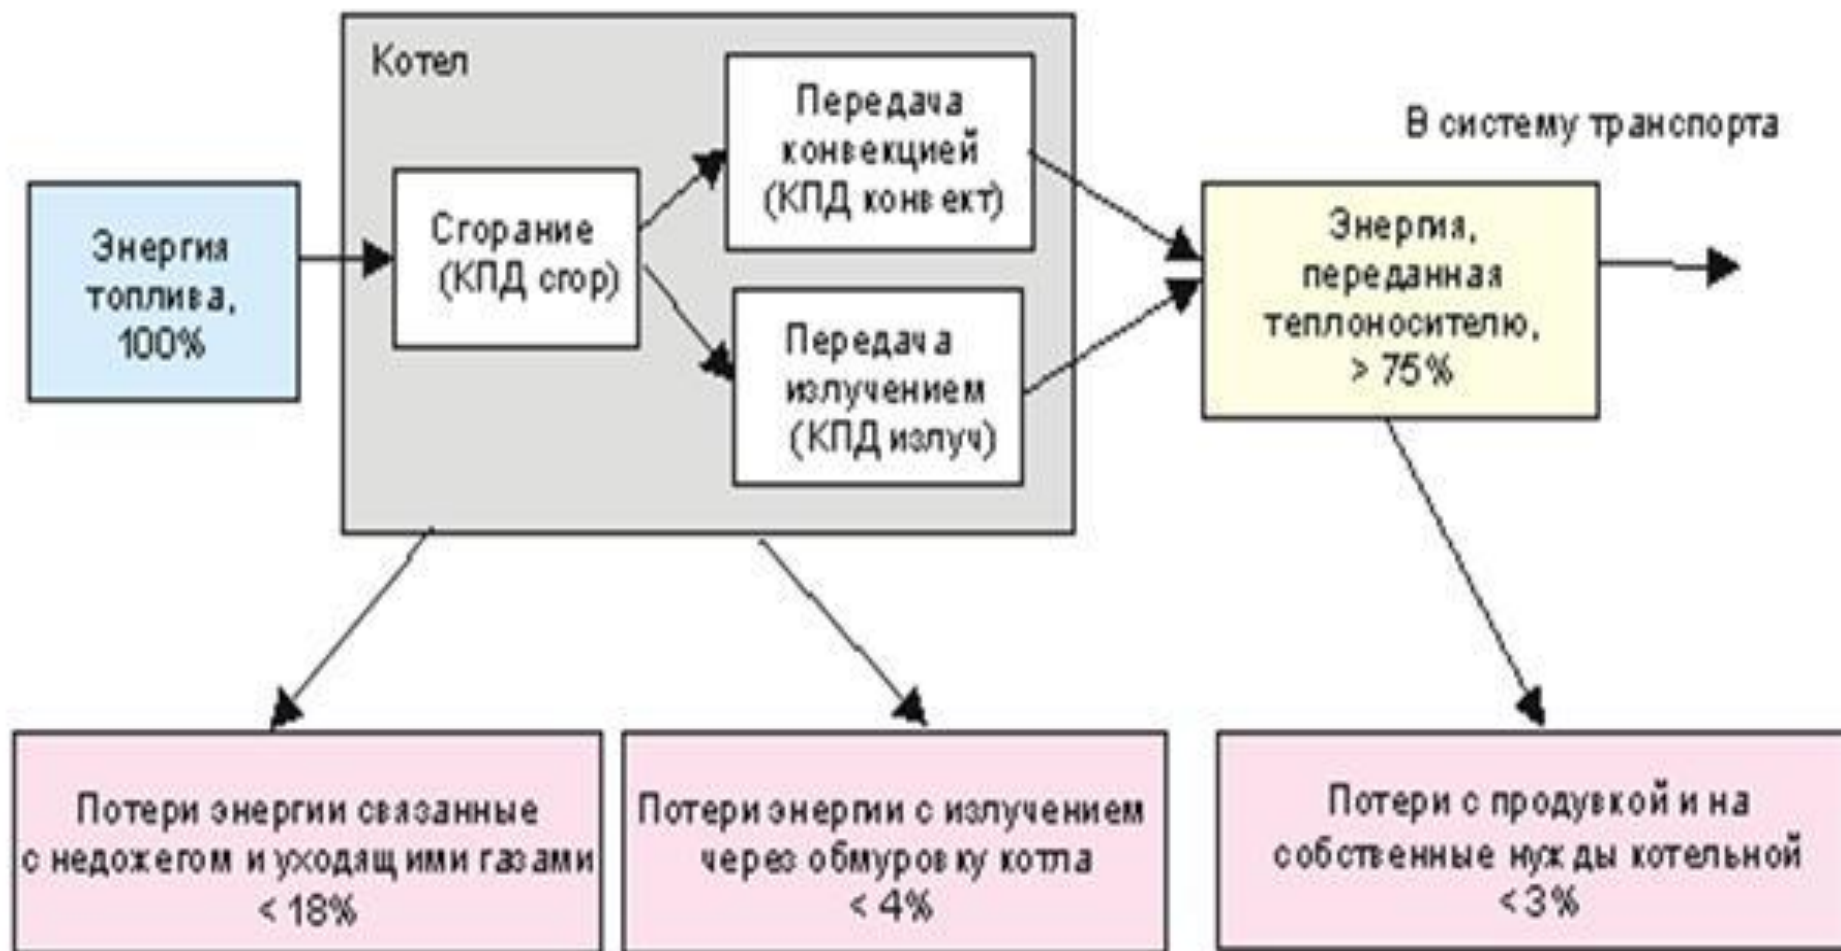 Котел
Передача
конвекцией
(КПД конвект)
В систему транспорта
Энергия
топлива,
100%
Сгорание
(КПД сгор)
Энергия,
переданная
теплоносителю,
> 75%
Передача
излучением
(КПД излуч)
Потери энергии связанные
с недожегом и уходящими газами
< 18%
Потери энергии с излучением
через обмуровку котла
< 4%
Потери с продувкой и на
собственные нужды котельной
< 3%